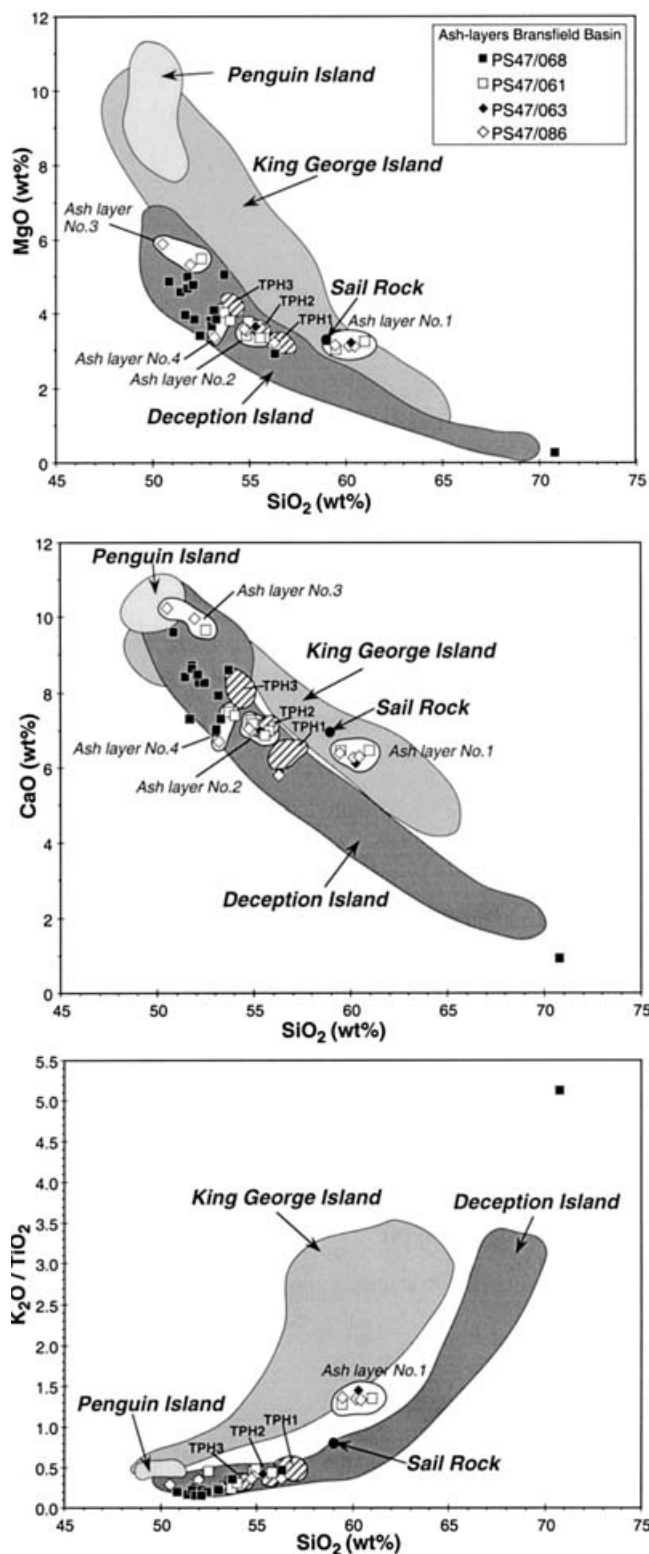 Ash-layers Bransfield Basin
PS47/068
PS47/061
PS47/063
PS47/086
Penguin Island
King George Island
Ash layer
No.3
TPH3
TPH2
TPH1
Sail Rock
Ash layer No.1
Ash layer No.4
Ash layer No.2
Deception Island
MgO (wt%)
12
10
8
6
4
2
0
45 50 55 60 65 70 75
SiO2 (wt%)
Penguin Island
Ash layer No.3
King George Island
TPH3
Sail Rock
TPH2
TPH1
Ash layer No.4
Ash layer No.1
Ash layer No.2
Deception Island
CaO (wt%)
12
10
8
6
4
2
0
45 50 55 60 65 70 75
SiO2 (wt%)
King George Island
Deception Island
Ash layer No.1
Penguin Island
TPH1
TPH2
TPH3
Sail Rock
K2O / TiO2
5.5
5.0
4.5
4.0
3.5
3.0
2.5
2.0
1.5
1.0
0.5
0.0
45 50 55 60 65 70 75
SiO2 (wt%)